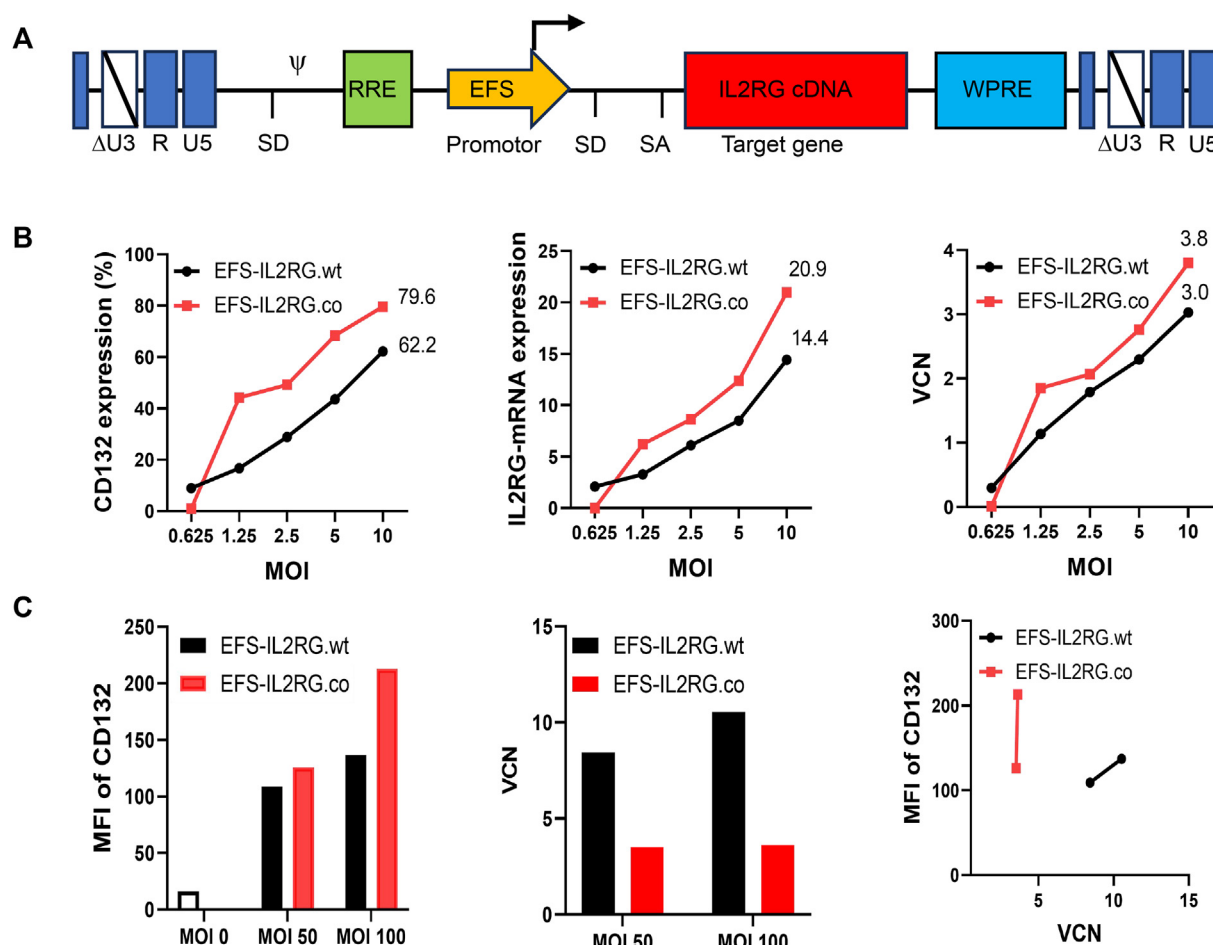 A
ψ
RRE
EFS
IL2RG cDNA
WPRE
ΔU3 R U5 SD Promotor SD SA Target gene ΔU3 R U5
B
CD132 expression (%)
100
80
60
40
20
0
EFS-IL2RG.wt
EFS-IL2RG.co
79.6
62.2
0.625 1.25 2.5 5 10
MOI
IL2RG-mRNA expression
25
20
15
10
5
0
EFS-IL2RG.wt
EFS-IL2RG.co
20.9
14.4
0.625 1.25 2.5 5 10
MOI
VCN
4
3
2
1
0
EFS-IL2RG.wt
EFS-IL2RG.co
3.8
3.0
0.625 1.25 2.5 5 10
MOI
C
MFI of CD132
250
200
150
100
50
0
EFS-IL2RG.wt
EFS-IL2RG.co
MOI 0 MOI 50 MOI 100
VCN
15
10
5
0
EFS-IL2RG.wt
EFS-IL2RG.co
MOI 50 MOI 100
MFI of CD132
300
200
100
0
EFS-IL2RG.wt
EFS-IL2RG.co
5 10 15
VCN